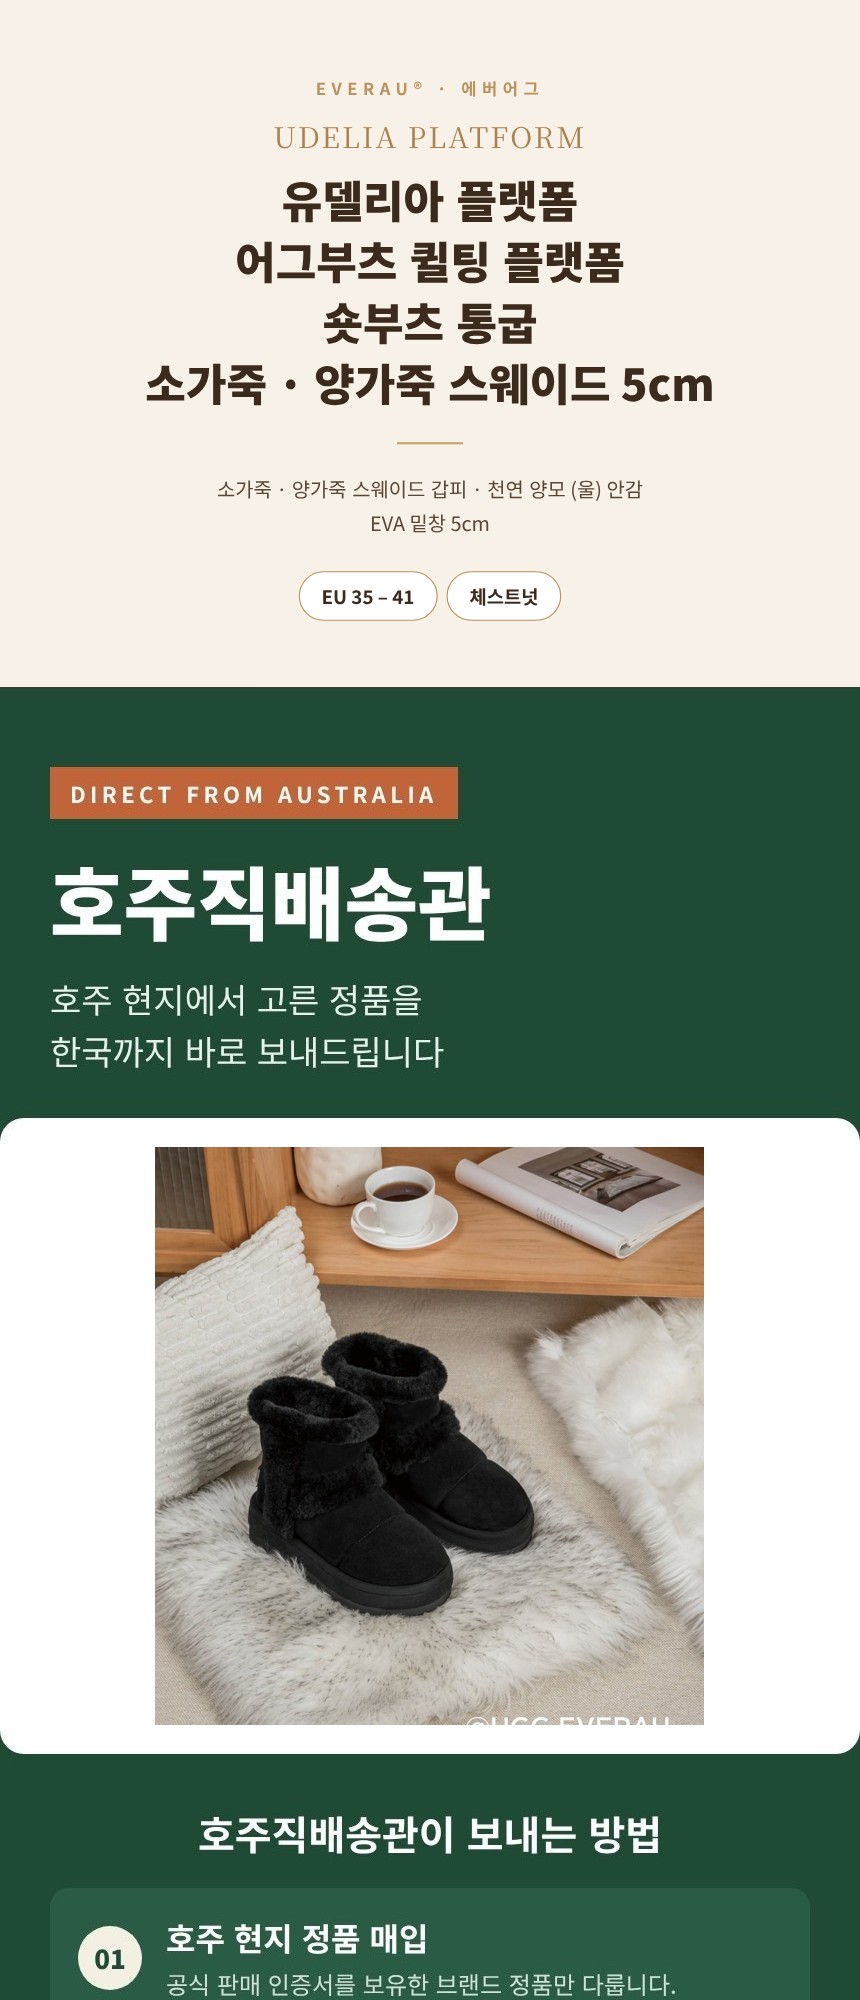 EVERAU® · 에버어그
UDELIA PLATFORM
유델리아 플랫폼
어그부츠 퀼팅 플랫폼
숏부츠 통굽
소가죽 · 양가죽 스웨이드 5cm
소가죽 · 양가죽 스웨이드 갑피 · 천연 양모 (울) 안감
EVA 밑창 5cm
EU 35 – 41
체스트넛
DIRECT FROM AUSTRALIA
호주직배송관
호주 현지에서 고른 정품을
한국까지 바로 보내드립니다
@UGG EVERAU
호주직배송관이 보내는 방법
01
호주 현지 정품 매입
공식 판매 인증서를 보유한 브랜드 정품만 다룹니다.